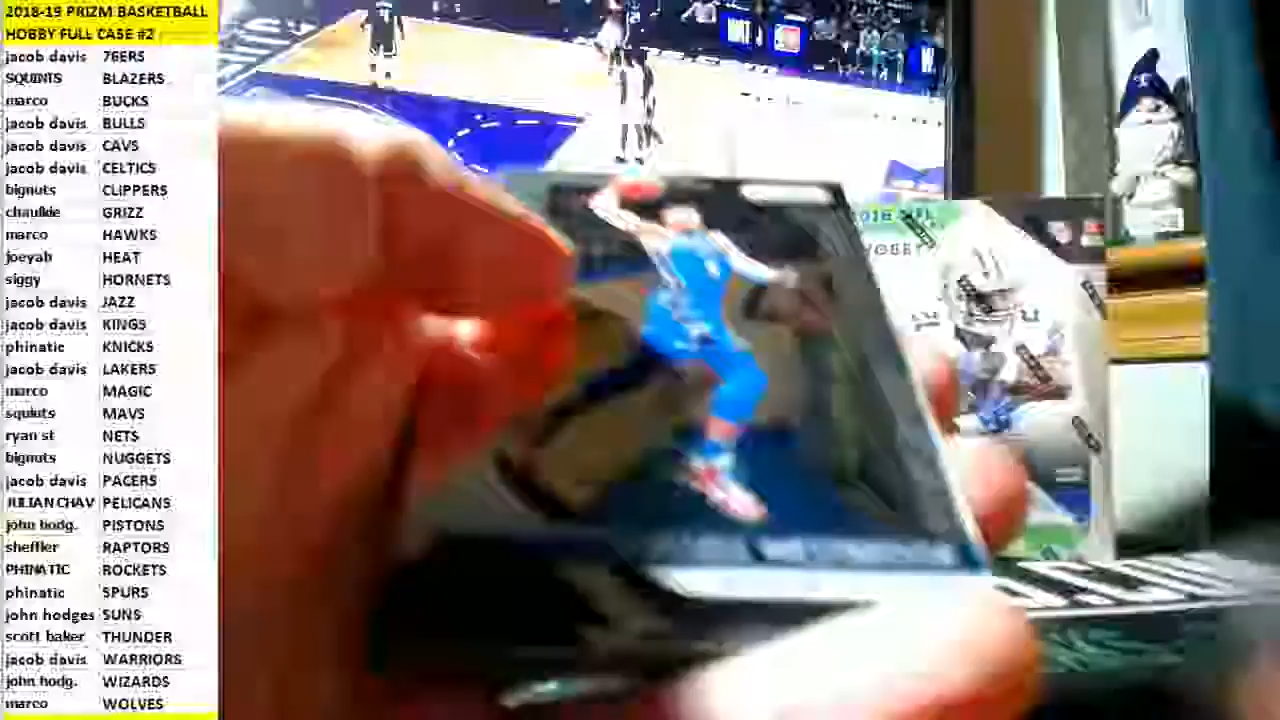 2018-19 PRIZM BASKETBALL
HOBBY FULL CASE #2
jacob davis 76ERS
SQUINTS BLAZERS
marco BUCKS
jacob davis BULLS
jacob davis CAVS
jacob davis CELTICS
bignuts CLIPPERS
chaulkie GRIZZ
marco HAWKS
joeyah HEAT
siggy HORNETS
jacob davis JAZZ
jacob davis KINGS
phinatic KNICKS
jacob davis LAKERS
marco MAGIC
squints MAVS
ryan st NETS
bignuts NUGGETS
jacob davis PACERS
JULIAN CHAV PELICANS
john hodg. PISTONS
sheffler RAPTORS
PHINATIC ROCKETS
phinatic SPURS
john hodges SUNS
scott baker THUNDER
jacob davis WARRIORS
john hodg. WIZARDS
marco WOLVES